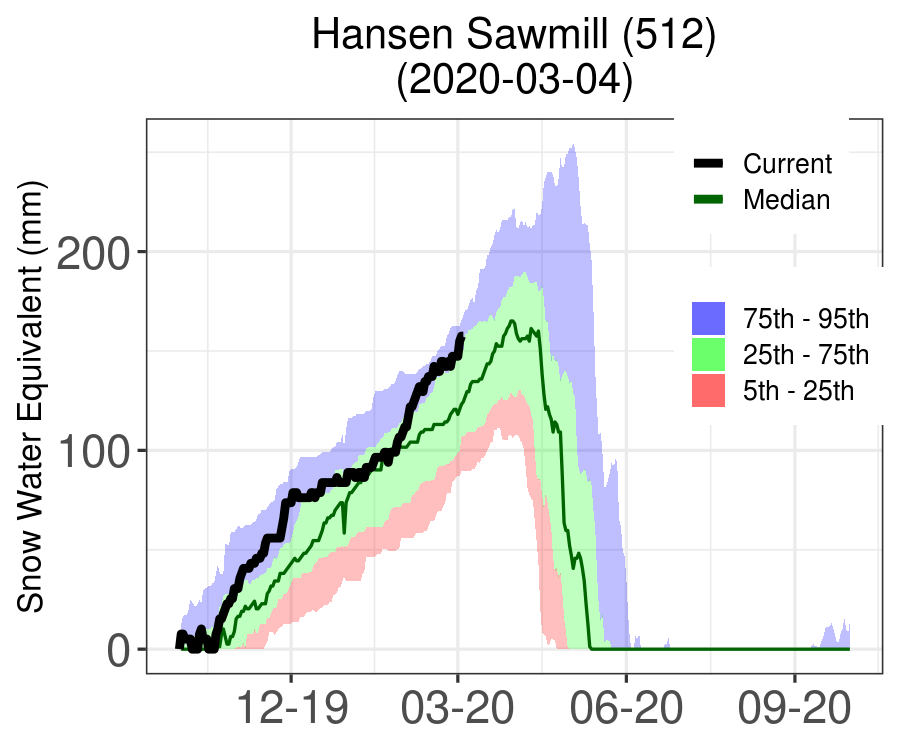 Hansen Sawmill (512)
(2020-03-04)
Snow Water Equivalent (mm)
200
100
0
12-19
03-20
06-20
09-20
Current
Median
75th - 95th
25th - 75th
5th - 25th